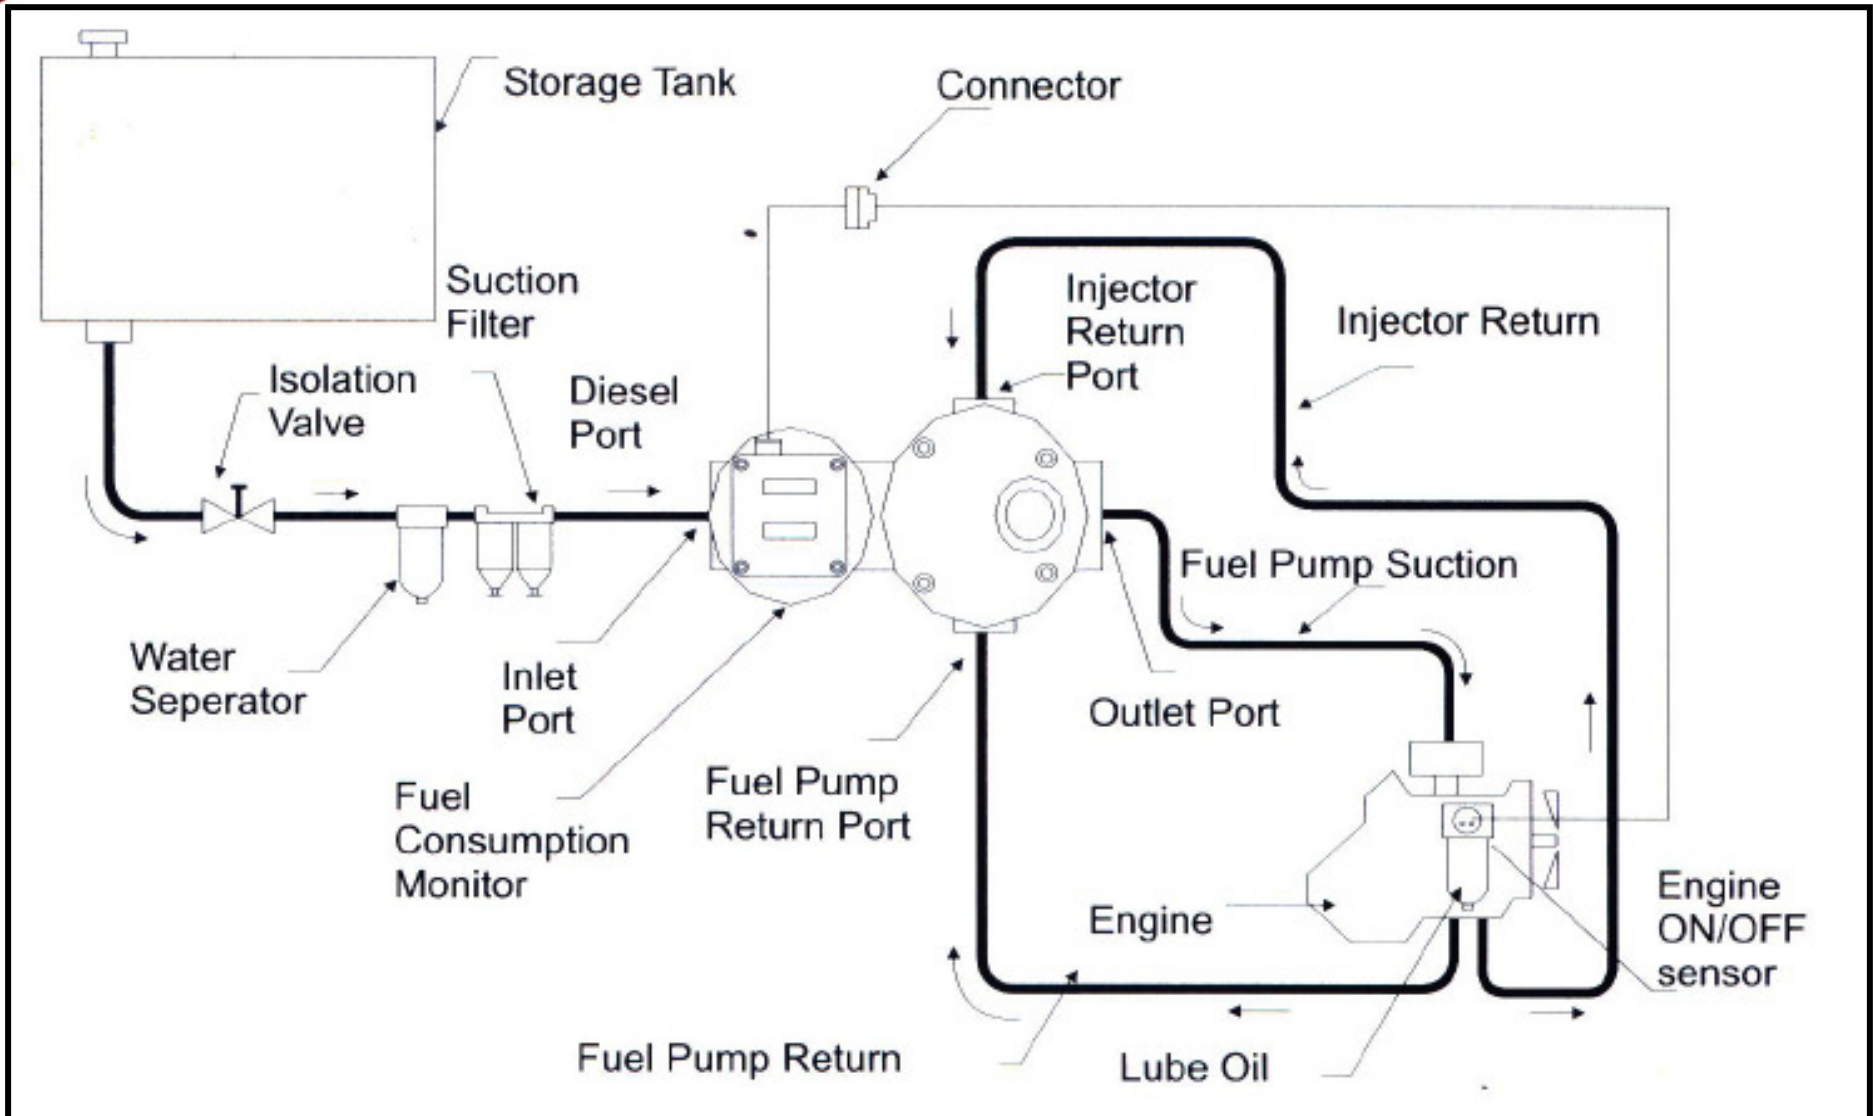 Storage Tank
Connector
Suction
Filter
Injector
Return
Port
Injector Return
Isolation
Valve
Diesel
Port
Fuel Pump Suction
Water
Seperator
Inlet
Port
Outlet Port
Fuel
Consumption
Monitor
Fuel Pump
Return Port
Engine
Engine
ON/OFF
sensor
Fuel Pump Return
Lube Oil